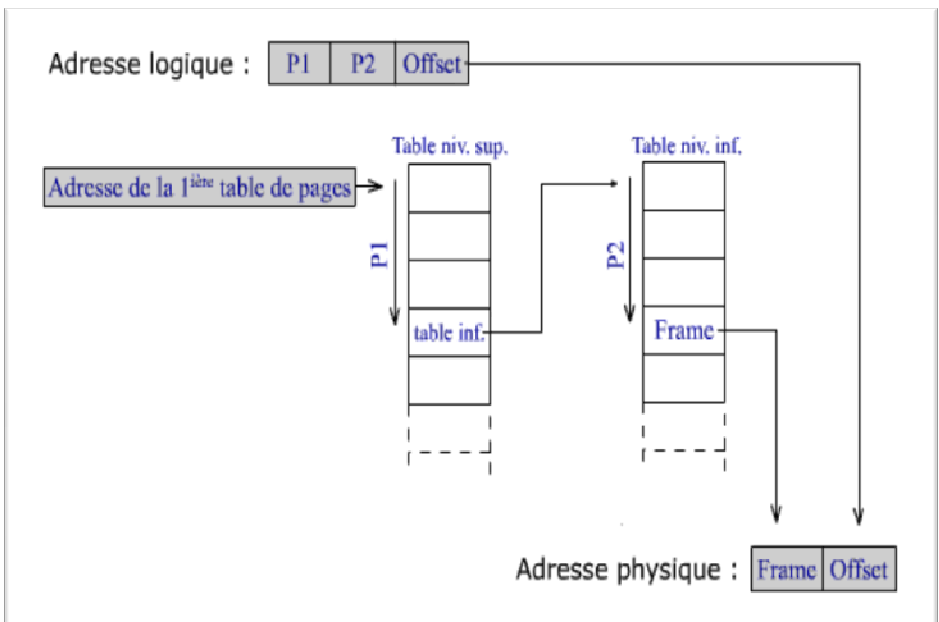 Adresse logique : P1 P2 Offset
Table niv. sup. Table niv. inf.
Adresse de la 1ière table de pages
P1
P2
table inf. Frame
Adresse physique : Frame Offset